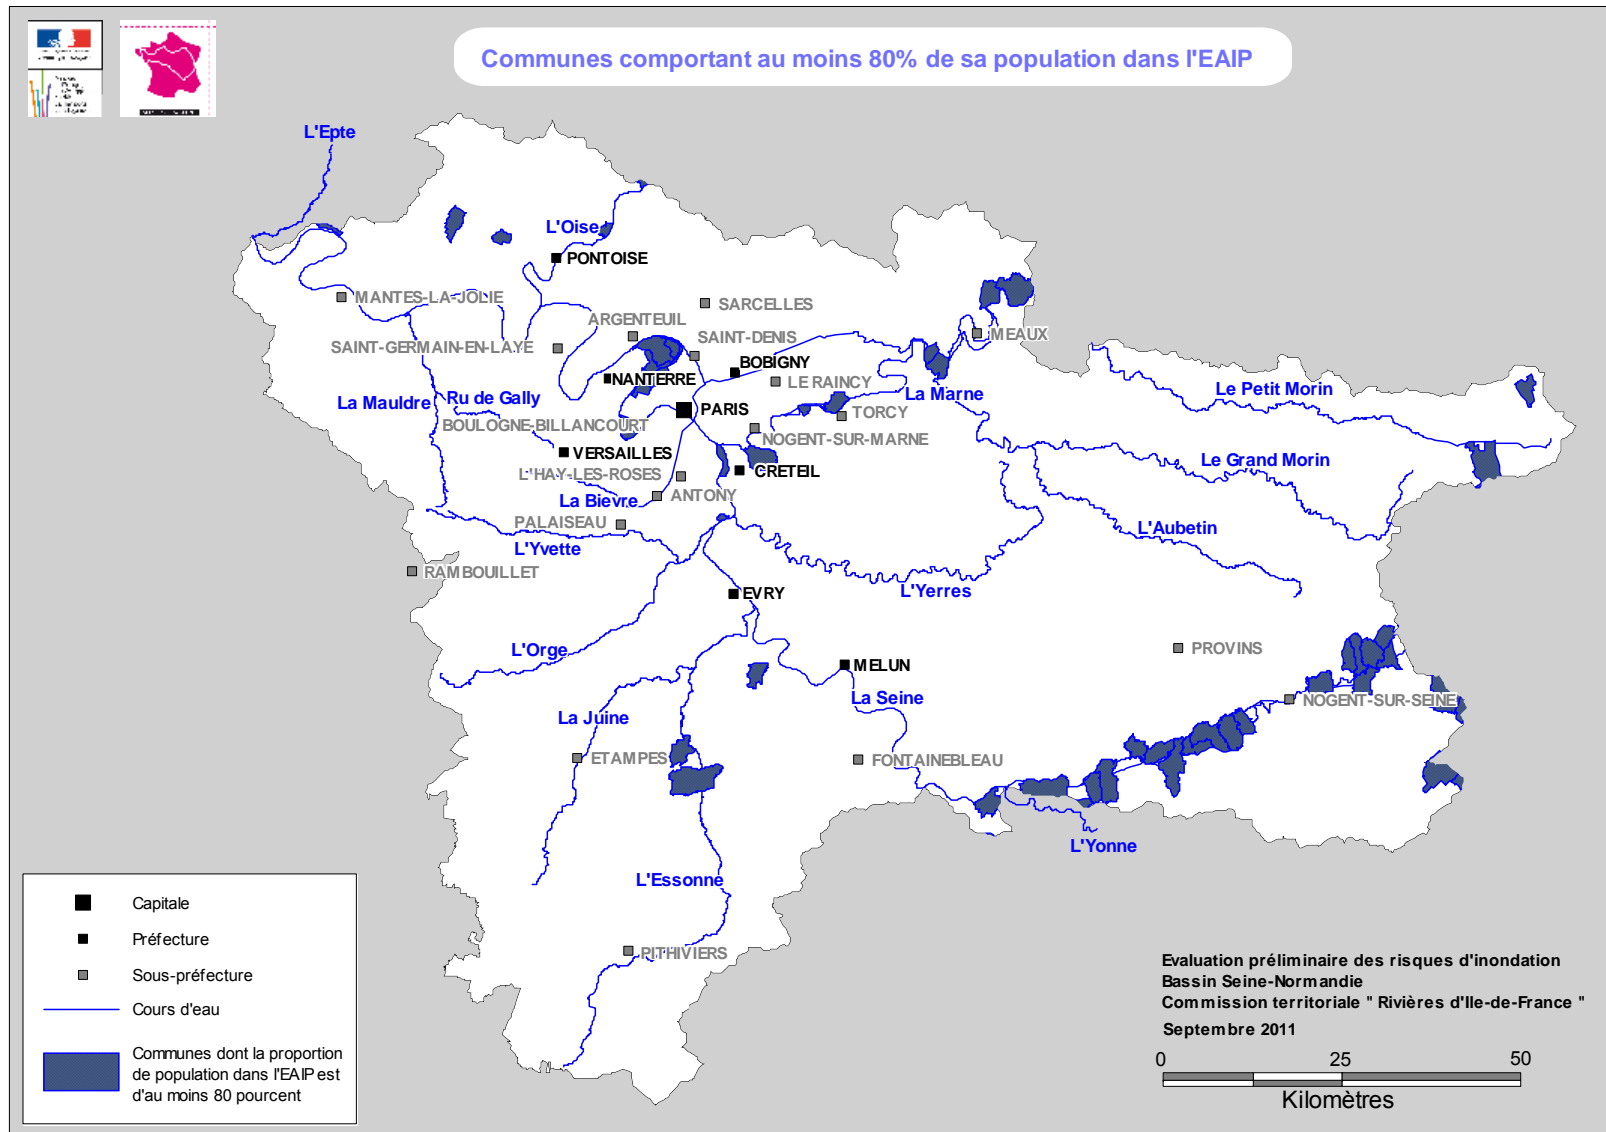 Communes comportant au moins 80% de sa population dans l'EAIP
L'Epte
L'Oise
PONTOISE
MANTES-LA-JOLIE
SARCELLES
ARGENTEUIL
SAINT-DENIS
MEAUX
SAINT-GERMAIN-EN-LAYE
BOBIGNY
NANTERRE
LE RAINCY
La Mauldre
Ru de Gally
La Marne
Le Petit Morin
PARIS
TORCY
BOULOGNE-BILLANCOURT
NOGENT-SUR-MARNE
VERSAILLES
Le Grand Morin
L'HAY-LES-ROSES
CRETEIL
La Bievre
ANTONY
PALAISEAU
L'Aubetin
L'Yvette
RAMBOUILLET
L'Yerres
EVRY
L'Orge
PROVINS
MELUN
La Seine
NOGENT-SUR-SEINE
La Juine
ETAMPES
FONTAINEBLEAU
L'Yonne
L'Essonne
PITHIVIERS
Capitale
Préfecture
Sous-préfecture
Cours d'eau
Communes dont la proportion
de population dans l'EAIP est
d'au moins 80 pourcent
Evaluation préliminaire des risques d'inondation
Bassin Seine-Normandie
Commission territoriale " Rivières d'Ile-de-France "
Septembre 2011
0 25 50
Kilomètres